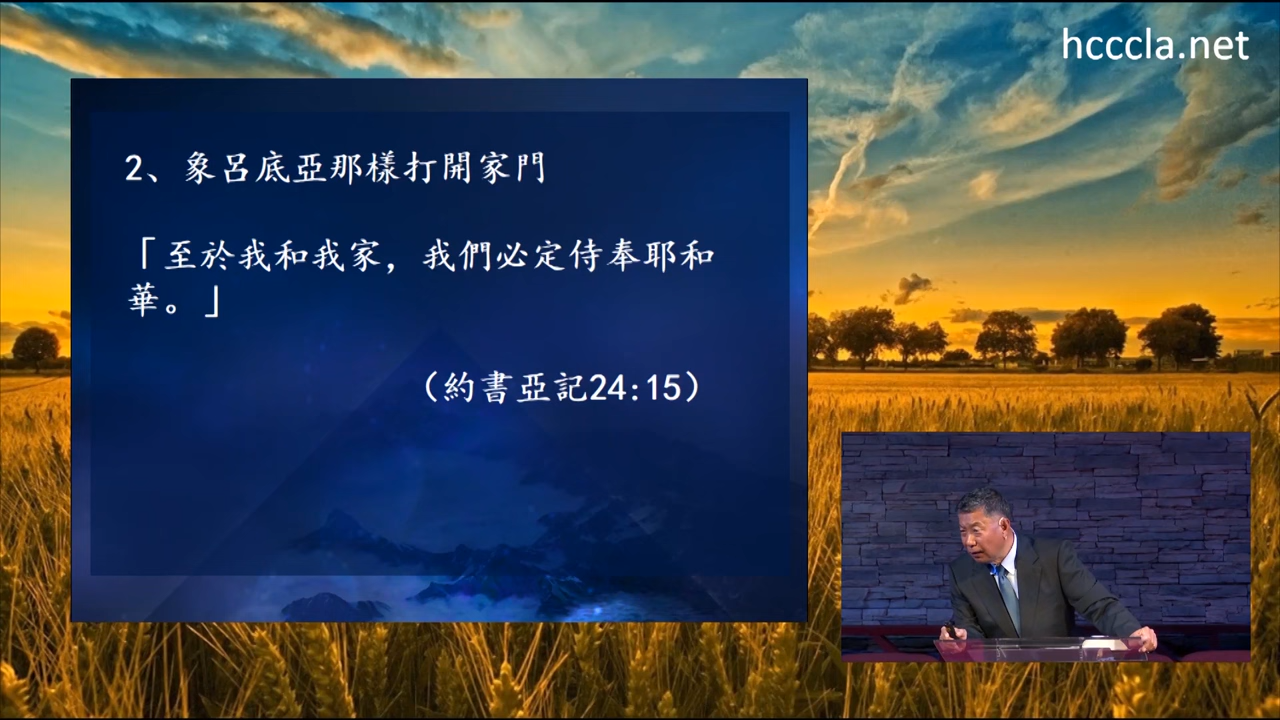 hcccla.net
2、象呂底亞那樣打開家門
「至於我和我家，我們必定侍奉耶和
華。」
（約書亞記24:15）